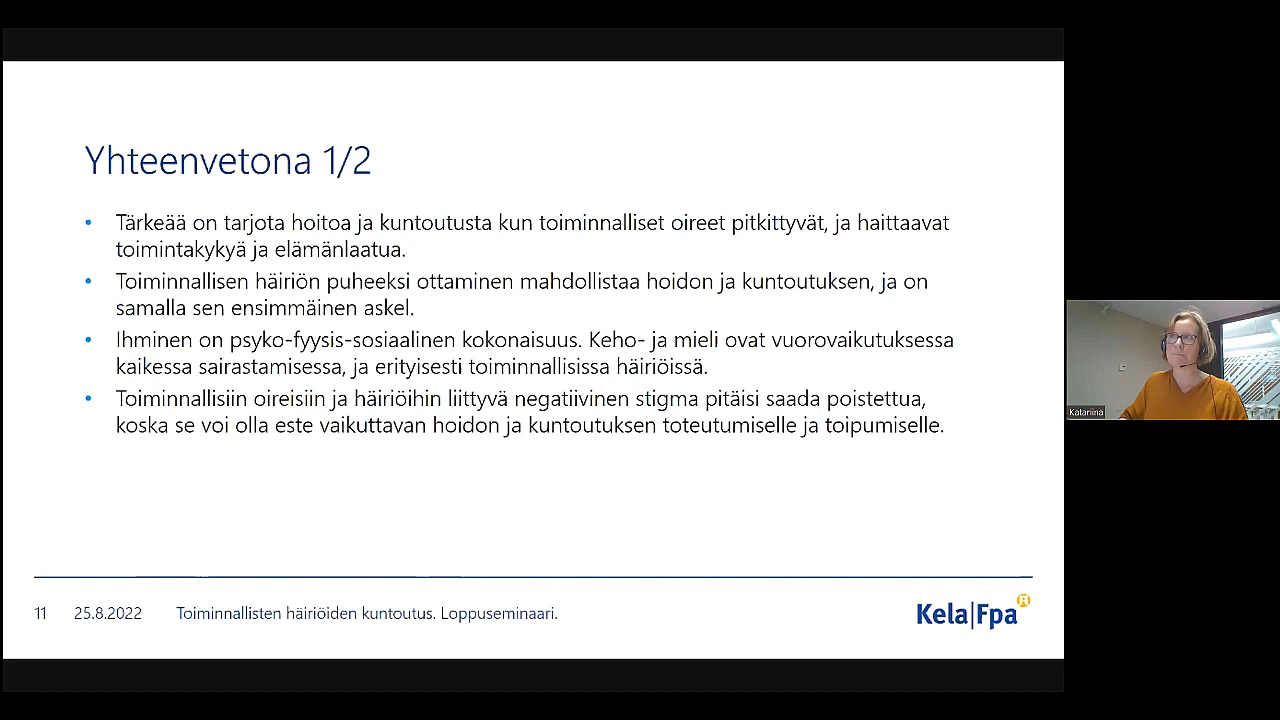 Yhteenvetona 1/2
• Tärkeää on tarjota hoitoa ja kuntoutusta kun toiminnalliset oireet pitkittyvät, ja haittaavat
toimintakykyä ja elämänlaatua.
• Toiminnallisen häiriön puheeksi ottaminen mahdollistaa hoidon ja kuntoutuksen, ja on
samalla sen ensimmäinen askel.
• Ihminen on psyko-fyysis-sosiaalinen kokonaisuus. Keho- ja mieli ovat vuorovaikutuksessa
kaikessa sairastamisessa, ja erityisesti toiminnallisissa häiriöissä.
• Toiminnallisiin oireisiin ja häiriöihin liittyvä negatiivinen stigma pitäisi saada poistettua,
koska se voi olla este vaikuttavan hoidon ja kuntoutuksen toteutumiselle ja toipumiselle.
Katariina
11 25.8.2022 Toiminnallisten häiriöiden kuntoutus. Loppuseminaari.
Kela|Fpa